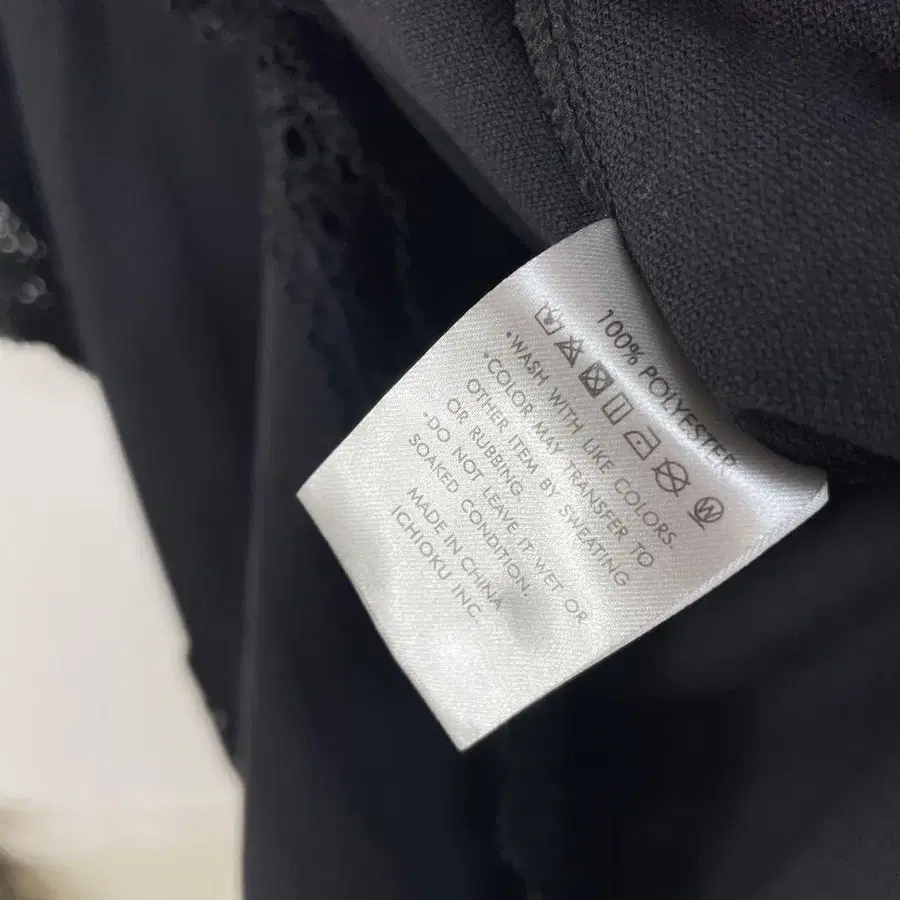 100% POLYESTER
W
•WASH WITH LIKE COLORS.
•COLOR MAY TRANSFER TO
OTHER ITEM BY SWEATING
OR RUBBING.
•DO NOT LEAVE IT WET OR
SOAKED CONDITION.
MADE IN CHINA
ICHIOKU INC.